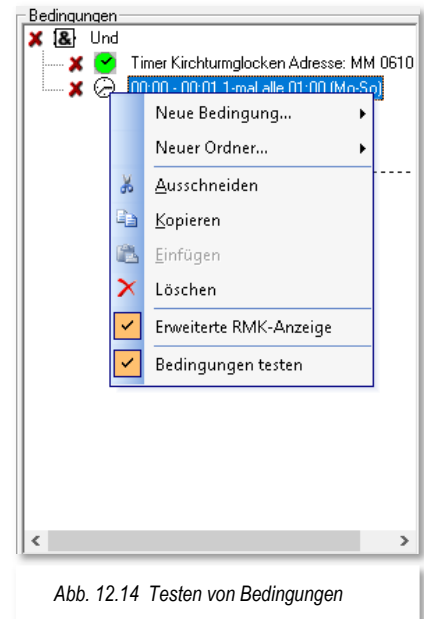 Bedingungen
& Und
Timer Kirchturmglocken Adresse: MM 0610
00:00 - 00:01 1-mal alle 01:00 (Mo-So)
Neue Bedingung...
Neuer Ordner...
Ausschneiden
Kopieren
Einfügen
Löschen
Erweiterte RMK-Anzeige
Bedingungen testen
Abb. 12.14 Testen von Bedingungen